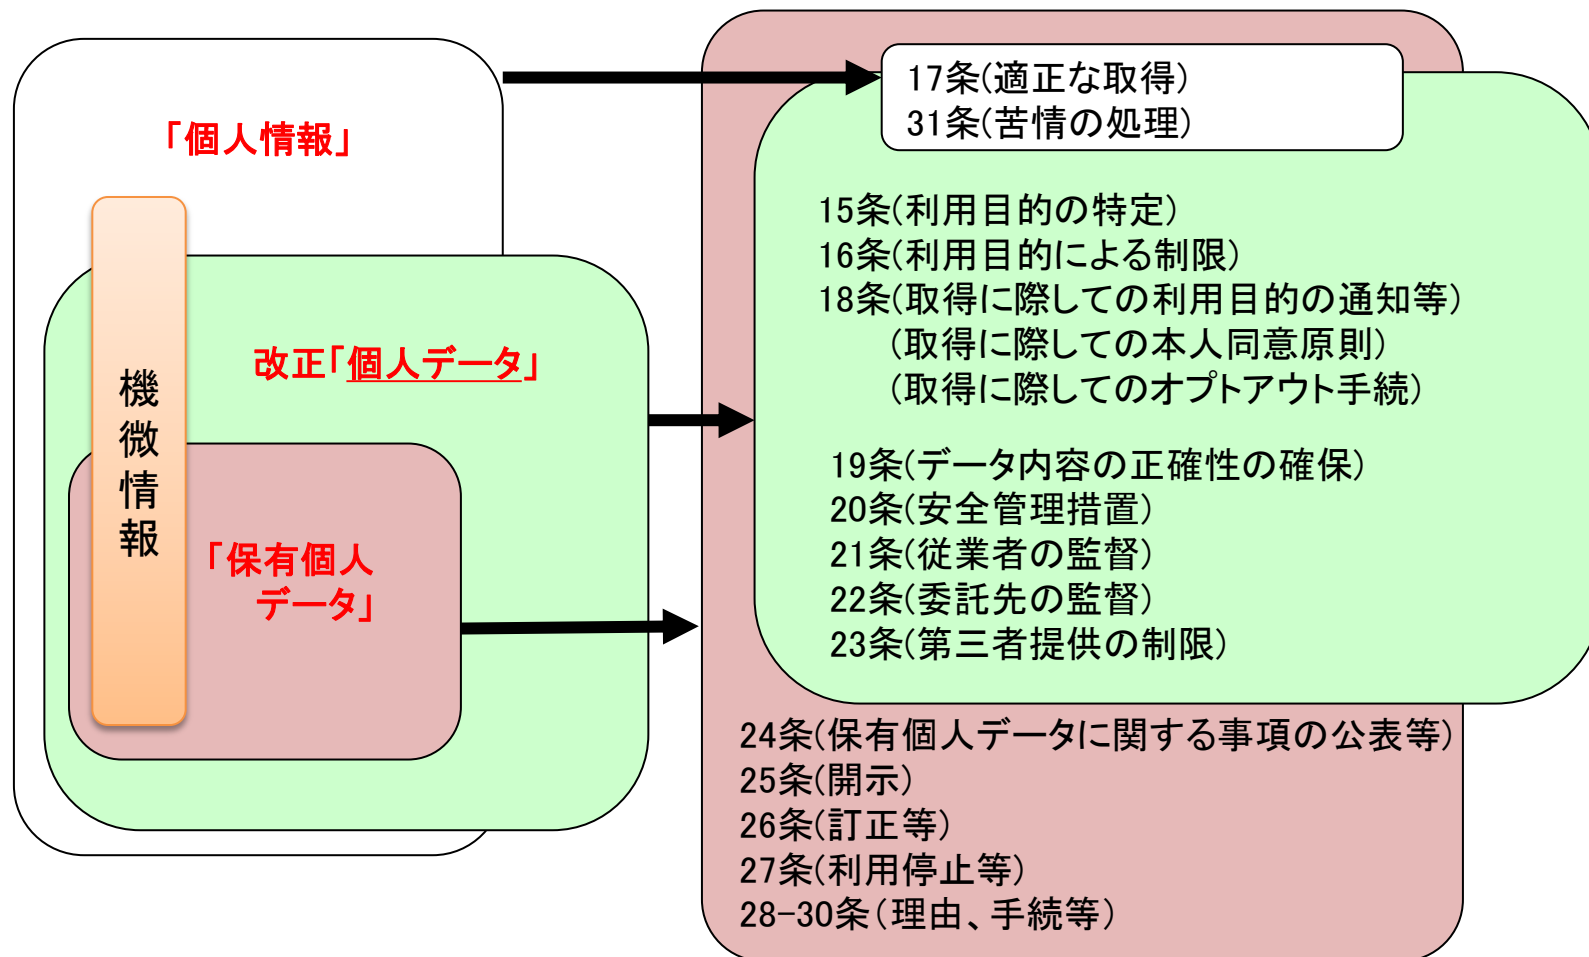 「個人情報」
改正「個人データ」
機微情報
「保有個人
データ」
17条(適正な取得)
31条(苦情の処理)
15条(利用目的の特定)
16条(利用目的による制限)
18条(取得に際しての利用目的の通知等)
(取得に際しての本人同意原則)
(取得に際してのオプトアウト手続)
19条(データ内容の正確性の確保)
20条(安全管理措置)
21条(従業者の監督)
22条(委託先の監督)
23条(第三者提供の制限)
24条(保有個人データに関する事項の公表等)
25条(開示)
26条(訂正等)
27条(利用停止等)
28-30条(理由、手続等)